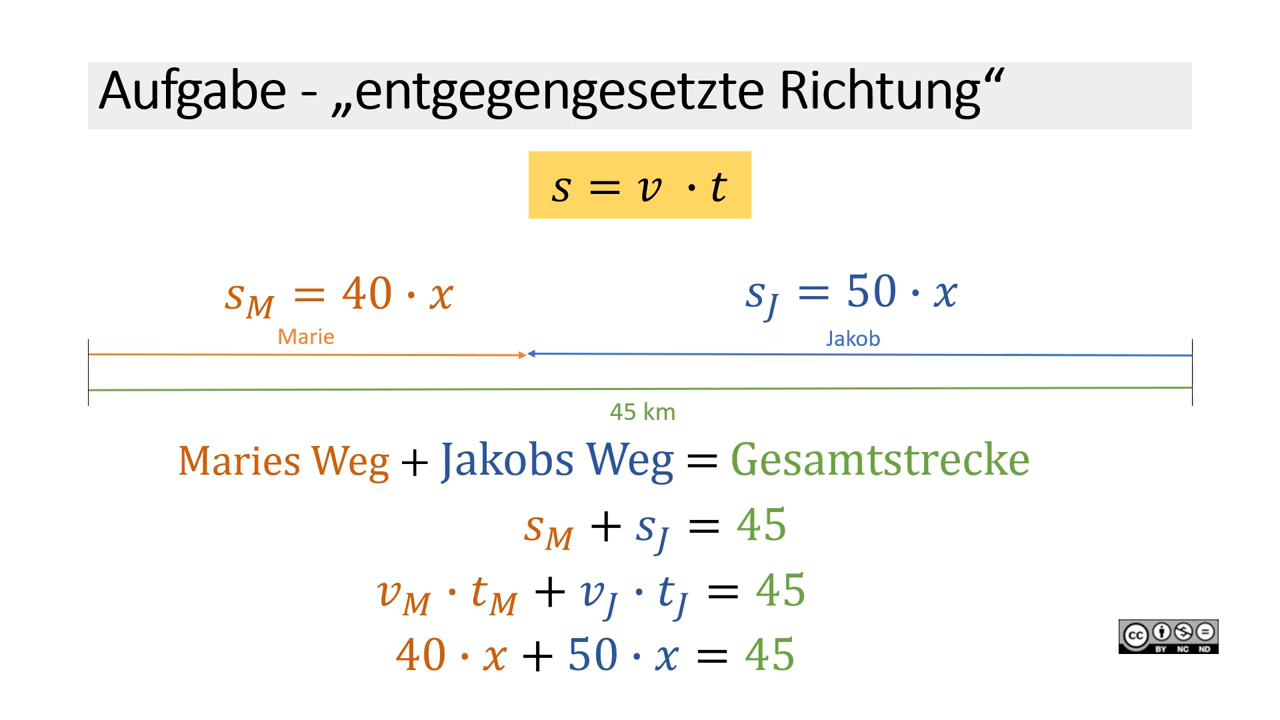 Aufgabe - „entgegengesetzte Richtung“
s = v · t
s_M = 40 · x
s_J = 50 · x
Marie
Jakob
45 km
Maries Weg + Jakobs Weg = Gesamtstrecke
s_M + s_J = 45
v_M · t_M + v_J · t_J = 45
40 · x + 50 · x = 45
cc
BY NC ND